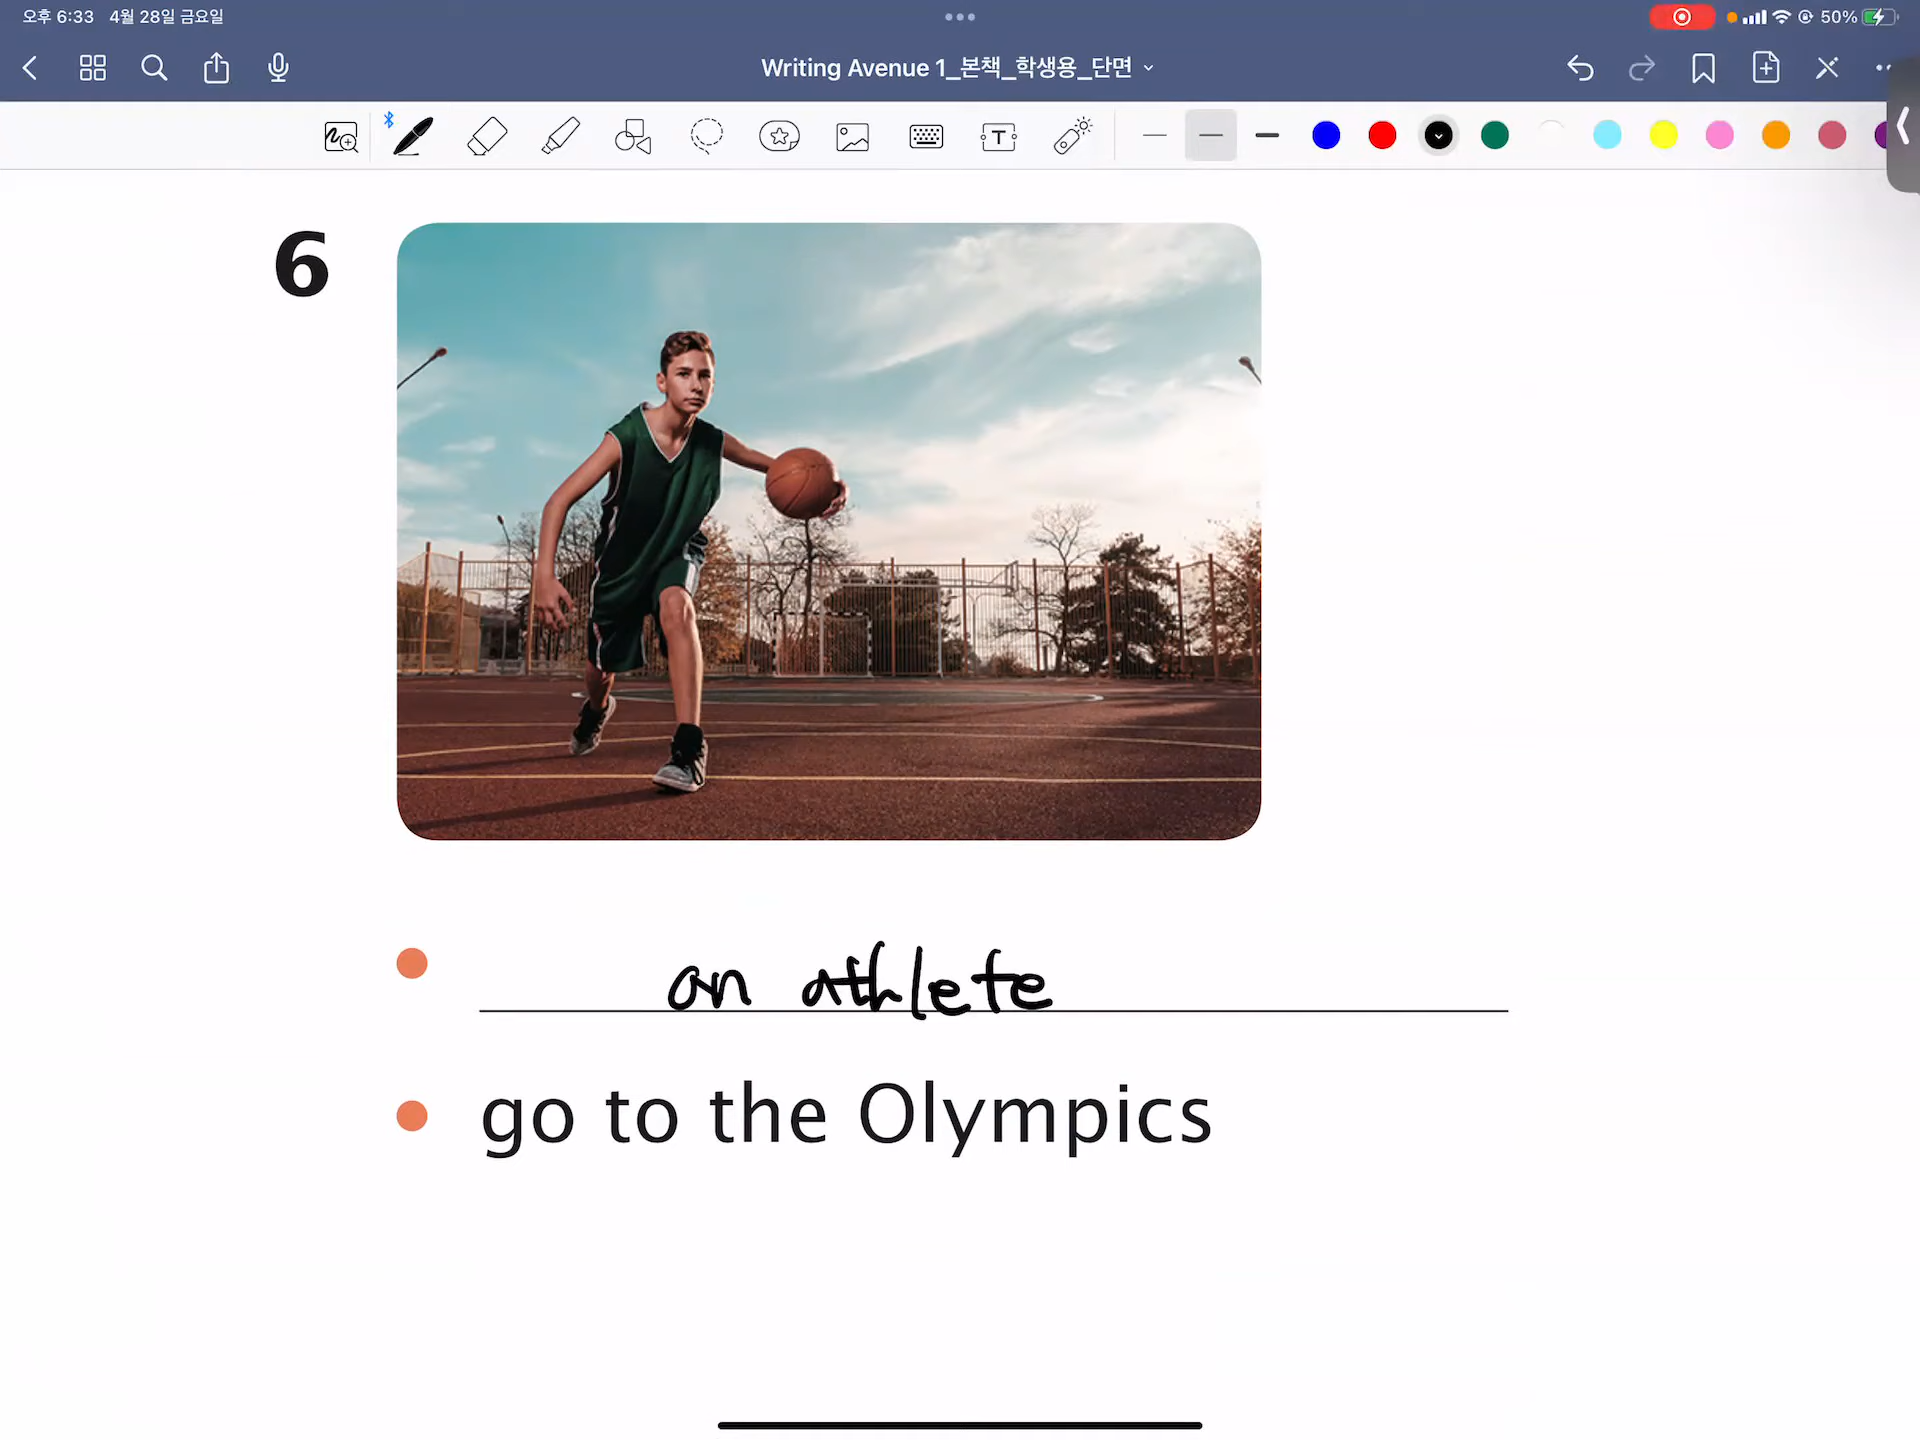 오후 6:33 4월 28일 금요일
50%
Writing Avenue 1_본책_학생용_단면
T
6
an athlete
go to the Olympics